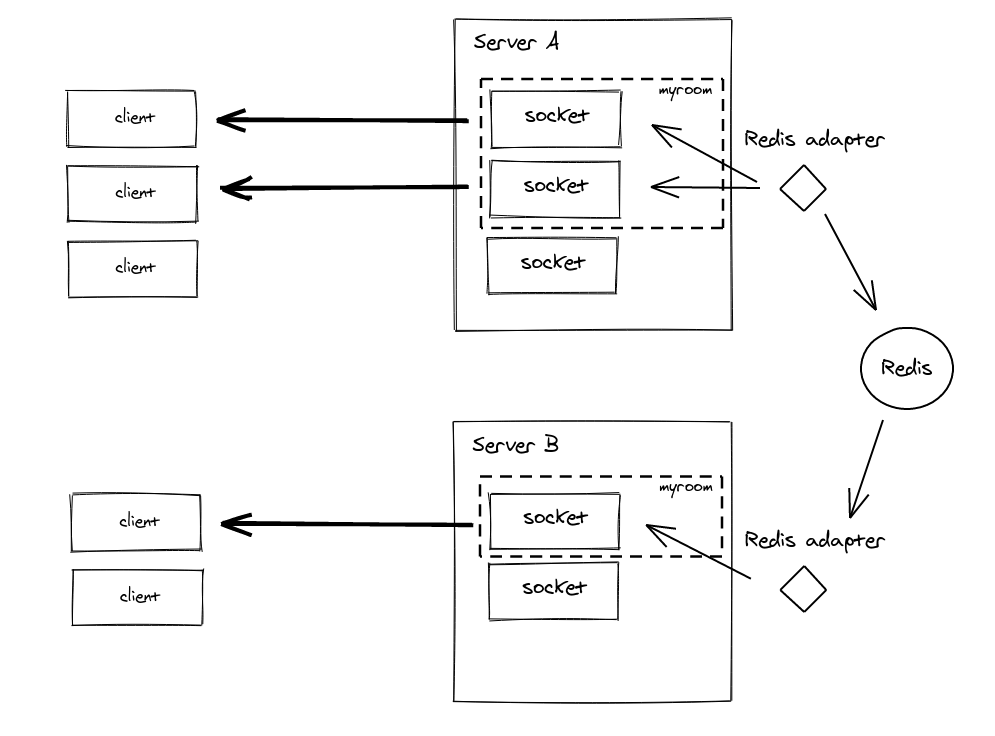 Server A
myroom
client
socket
Redis adapter
client
socket
client
socket
Redis
Server B
myroom
client
socket
Redis adapter
client
socket